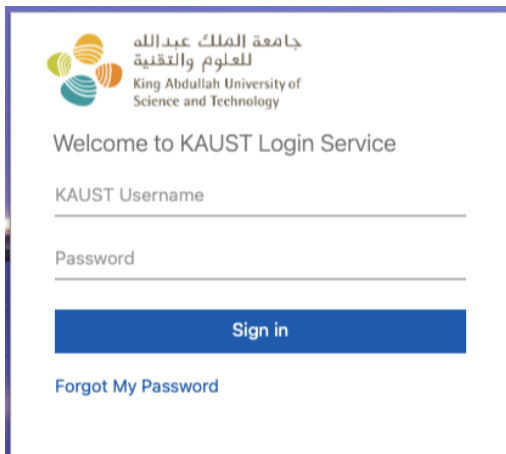 جامعة الملك عبدالله
للعلوم والتقنية
King Abdullah University of
Science and Technology
Welcome to KAUST Login Service
KAUST Username
Password
Sign in
Forgot My Password